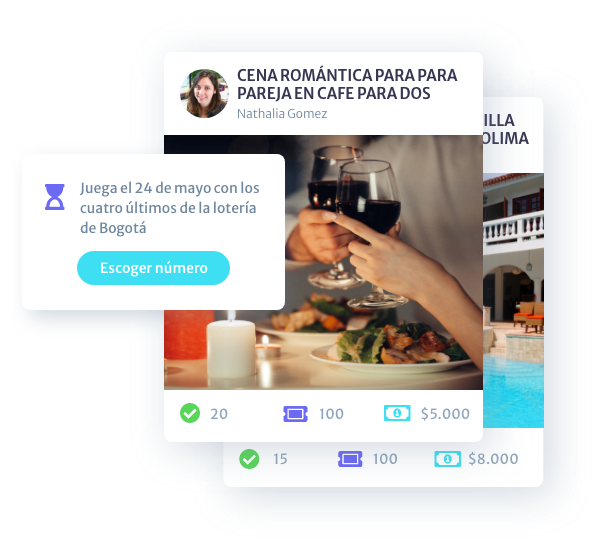 CENA ROMÁNTICA PARA PARA
PAREJA EN CAFE PARA DOS
Nathalia Gomez
Juega el 24 de mayo con los
cuatro últimos de la lotería
de Bogotá
Escoger número
20 100 $5.000
ILLA
OLIMA
15 100 $8.000